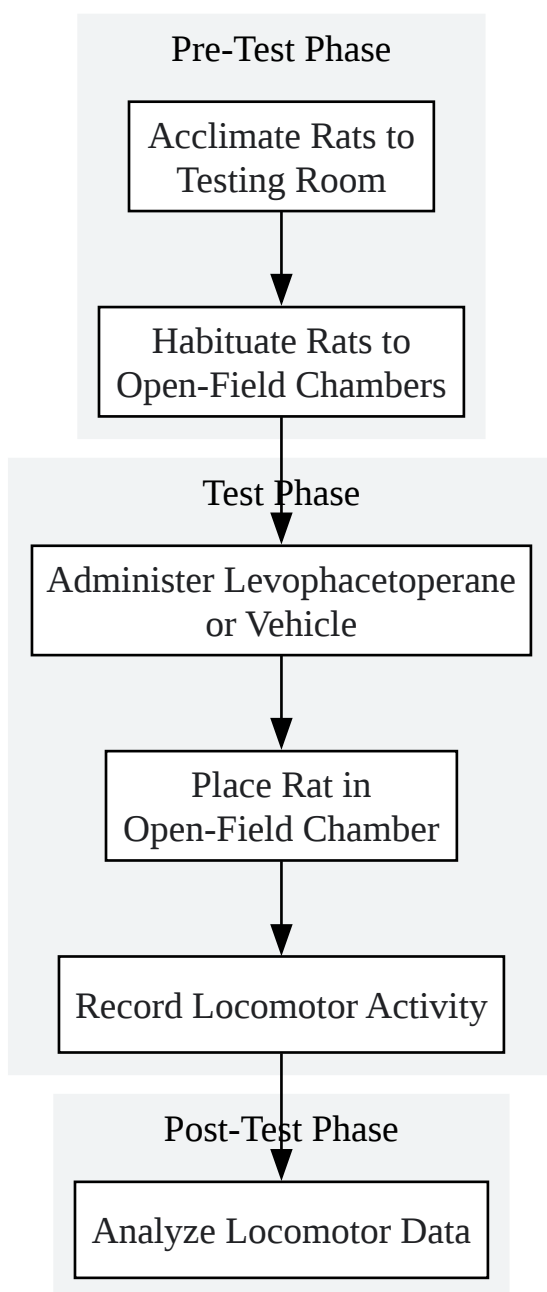 Pre-Test Phase
Acclimate Rats to
Testing Room
Habituate Rats to
Open-Field Chambers
Test Phase
Administer Levophacetoperane
or Vehicle
Place Rat in
Open-Field Chamber
Record Locomotor Activity
Post-Test Phase
Analyze Locomotor Data